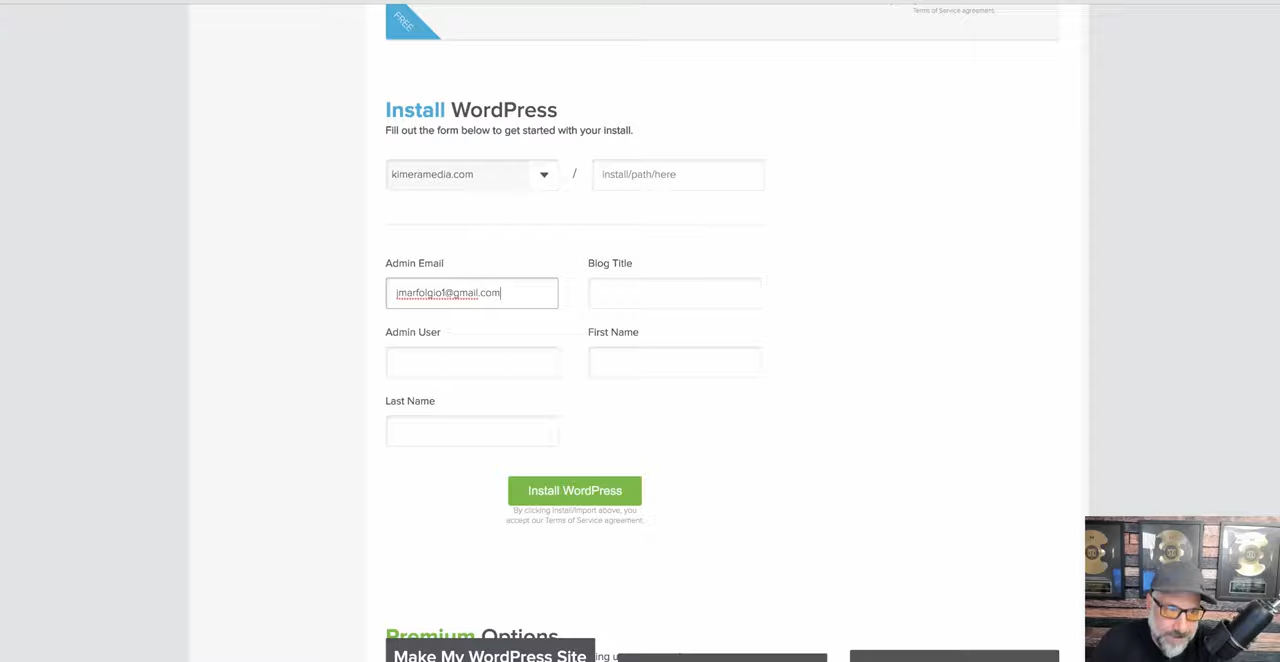 Terms of Service agreement.
FREE
Install WordPress
Fill out the form below to get started with your install.
kimeramedia.com / install/path/here
Admin Email Blog Title
jmarfolgio1@gmail.com
Admin User First Name
Last Name
Install WordPress
By clicking Install/Import above, you
accept our Terms of Service agreement.
Premium Options
Make My WordPress Site
ing u